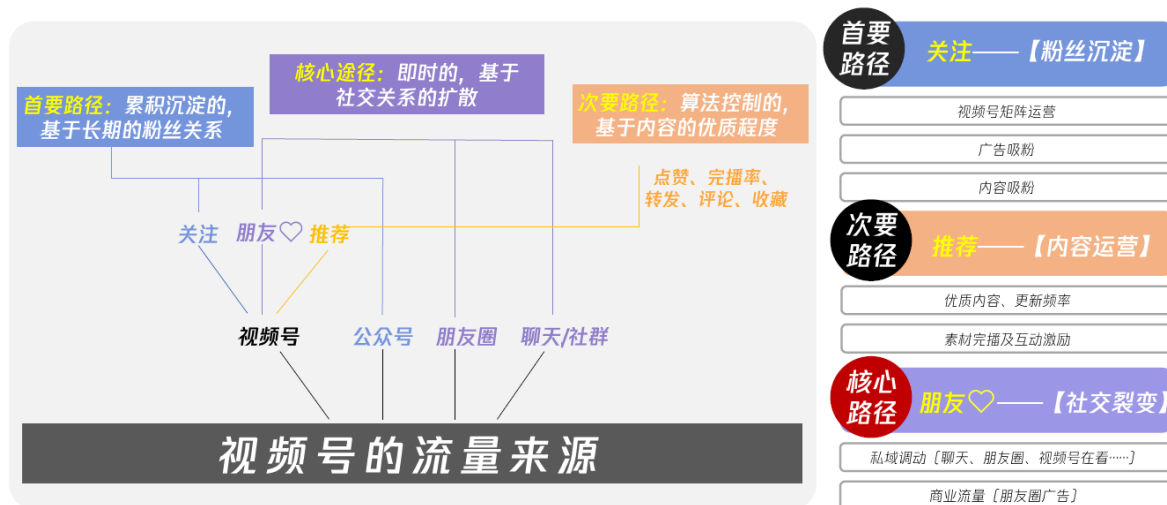 核心途径：即时的，基于
社交关系的扩散
首要路径：累积沉淀的，
基于长期的粉丝关系
次要路径：算法控制的，
基于内容的优质程度
点赞、完播率、
转发、评论、收藏
关注
朋友♡
推荐
视频号
公众号
朋友圈
聊天/社群
视频号的流量来源
首要
路径
关注——【粉丝沉淀】
视频号矩阵运营
广告吸粉
内容吸粉
次要
路径
推荐——【内容运营】
优质内容、更新频率
素材完播及互动激励
核心
路径
朋友♡——【社交裂变】
私域调动〔聊天、朋友圈、视频号在看······〕
商业流量〔朋友圈广告〕